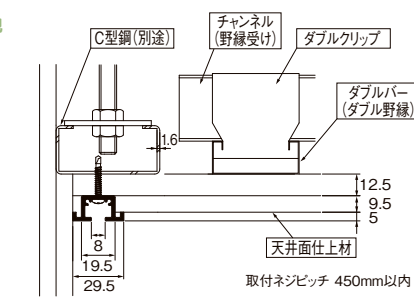 チャンネル
(野縁受け)
C型鋼(別途)
ダブルクリップ
ダブルバー
(ダブル野縁)
1.6
12.5
9.5
5
8
天井面仕上材
19.5
29.5
取付ネジピッチ 450mm以内